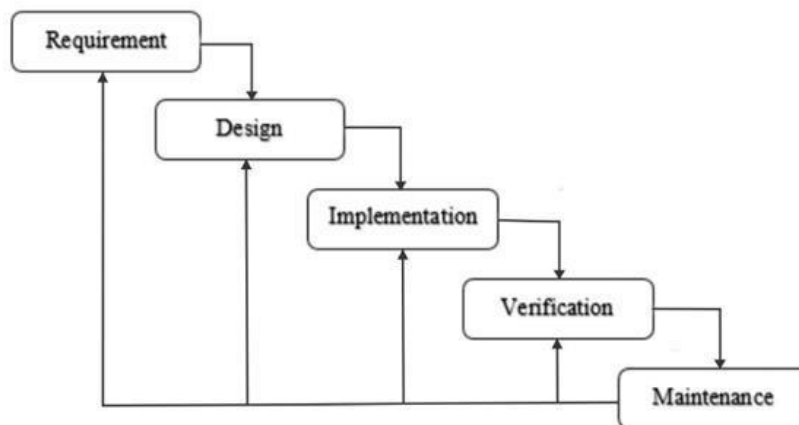 Requirement
Design
Implementation
Verification
Maintenance